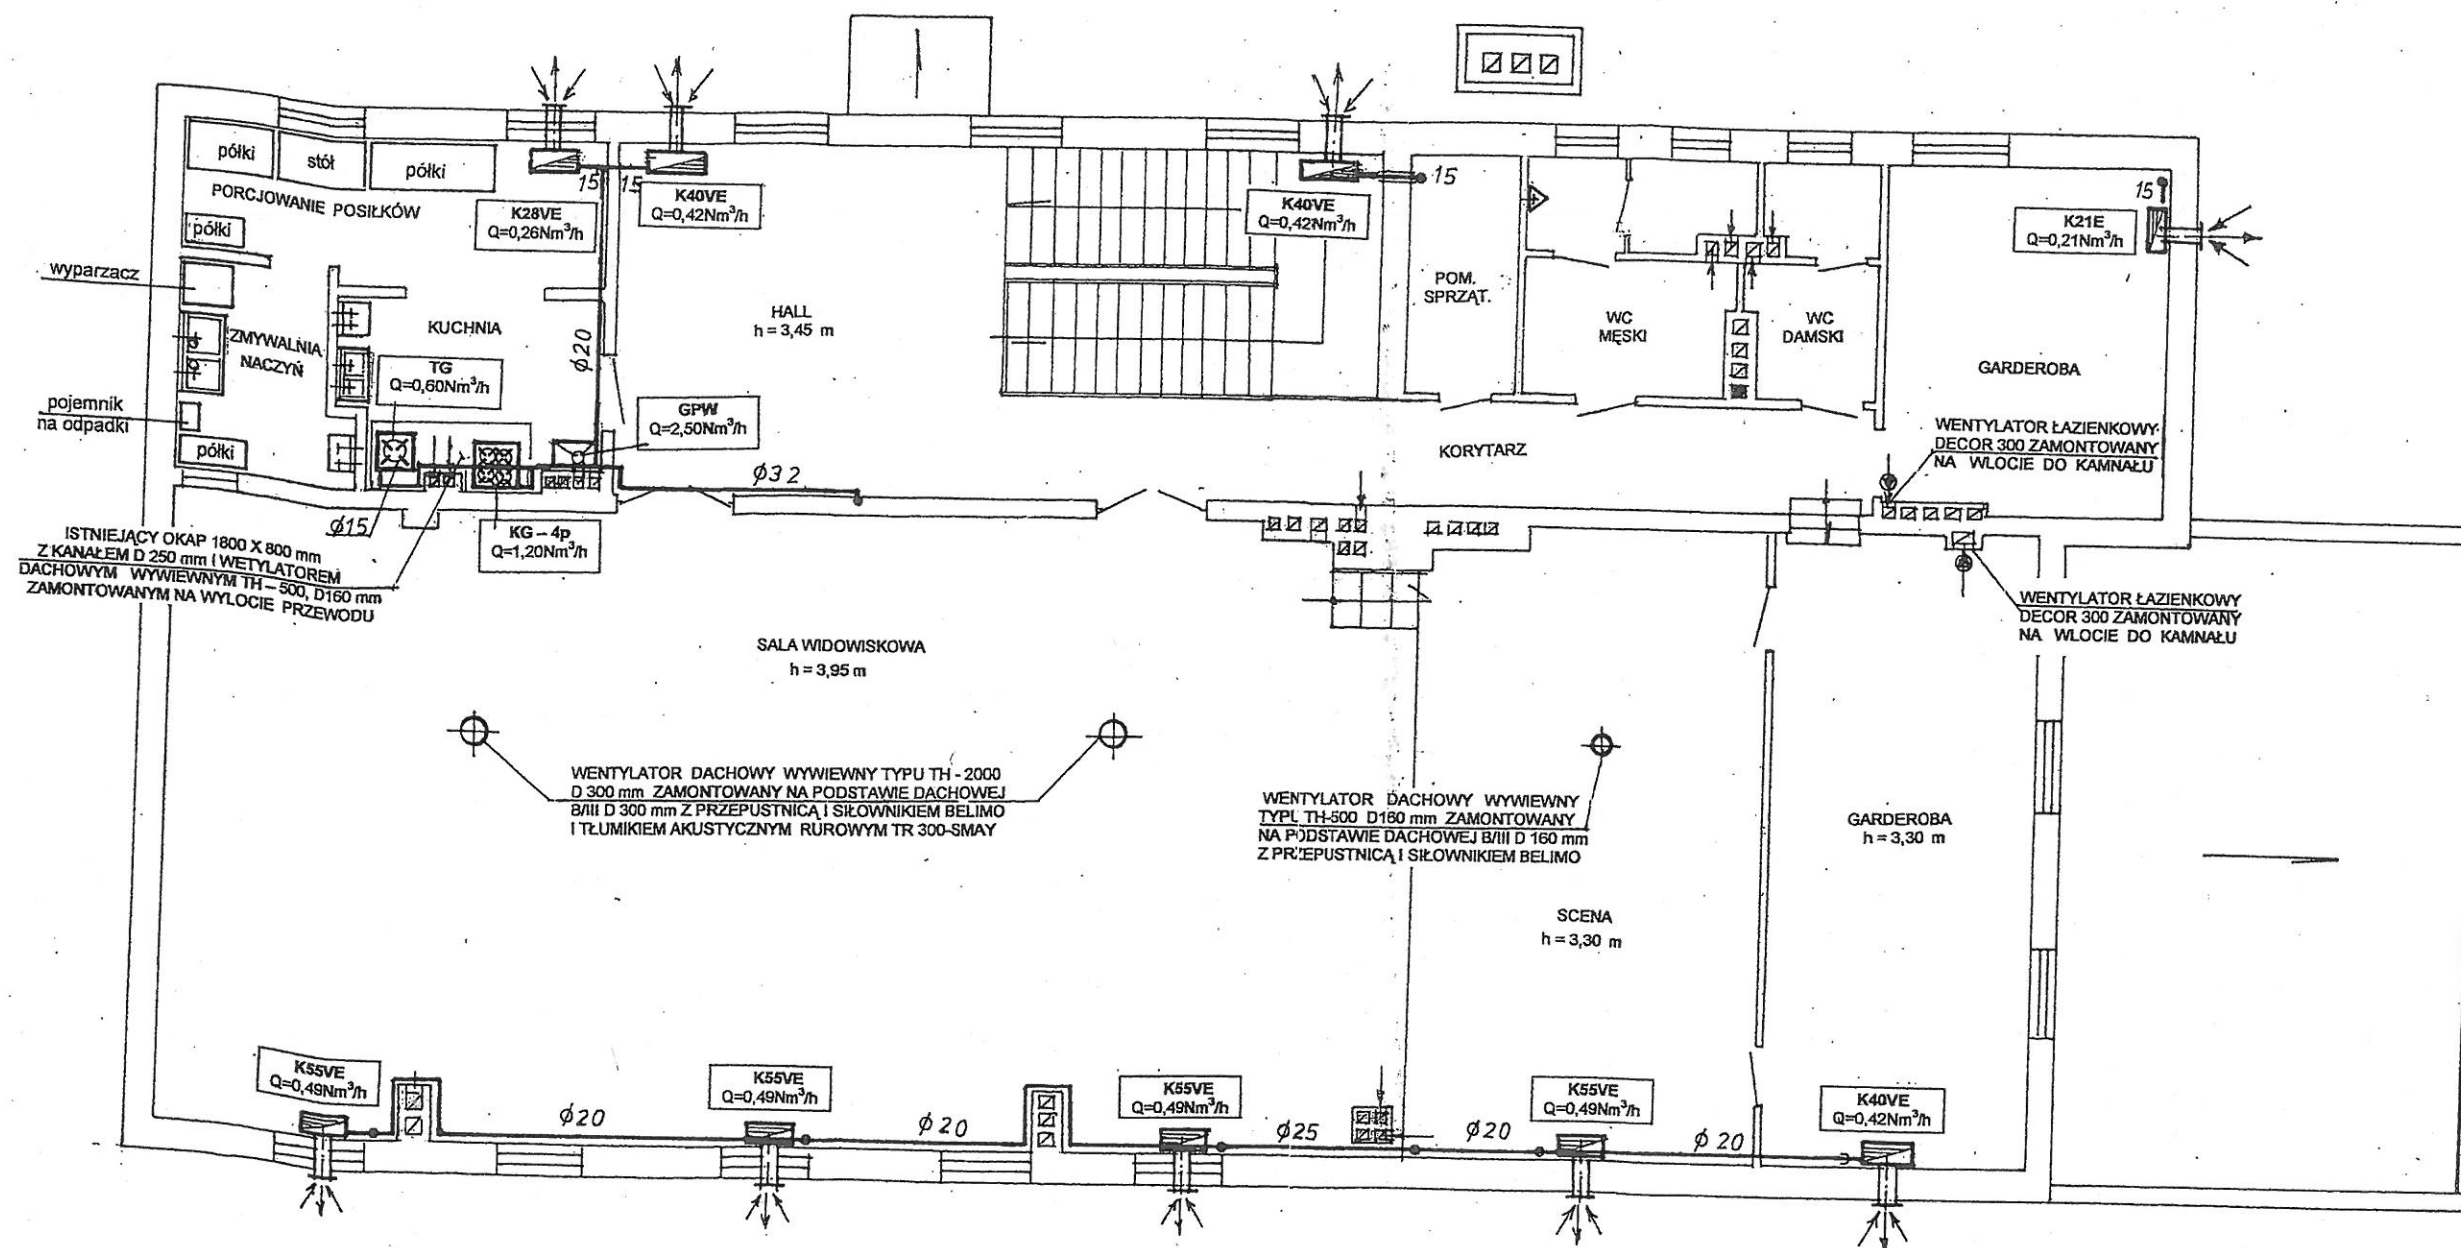 półki
stół
półki
PORCJOWANIE POSIŁKÓW
półki
15
15
K28VE
Q=0,26Nm³/h
K40VE
Q=0,42Nm³/h
K40VE
Q=0,42Nm³/h
15
15
K21E
Q=0,21Nm³/h
wyparzacz
ZMYWALNIA
NACZYŃ
KUCHNIA
ϕ20
HALL
h = 3,45 m
POM.
SPRZĄT.
WC
MĘSKI
WC
DAMSKI
GARDEROBA
TG
Q=0,60Nm³/h
pojemnik
na odpadki
półki
GPW
Q=2,50Nm³/h
KORYTARZ
WENTYLATOR ŁAZIENKOWY
DECOR 300 ZAMONTOWANY
NA WLOCIE DO KAMNAŁU
ϕ32
ϕ15
KG – 4p
Q=1,20Nm³/h
ISTNIEJĄCY OKAP 1800 X 800 mm
Z KANAŁEM D 250 mm I WETYLATOREM
DACHOWYM WYWIEWNYM TH – 500, D160 mm
ZAMONTOWANYM NA WYLOCIE PRZEWODU
WENTYLATOR ŁAZIENKOWY
DECOR 300 ZAMONTOWANY
NA WLOCIE DO KAMNAŁU
SALA WIDOWISKOWA
h = 3,95 m
WENTYLATOR DACHOWY WYWIEWNY TYPU TH - 2000
D 300 mm ZAMONTOWANY NA PODSTAWIE DACHOWEJ
B/III D 300 mm Z PRZEPUSTNICĄ I SIŁOWNIKIEM BELIMO
I TŁUMIKIEM AKUSTYCZNYM RUROWYM TR 300-SMAY
WENTYLATOR DACHOWY WYWIEWNY
TYPU TH-500 D160 mm ZAMONTOWANY
NA PODSTAWIE DACHOWEJ B/III D 160 mm
Z PRZEPUSTNICĄ I SIŁOWNIKIEM BELIMO
GARDEROBA
h = 3,30 m
SCENA
h = 3,30 m
K55VE
Q=0,49Nm³/h
K55VE
Q=0,49Nm³/h
K55VE
Q=0,49Nm³/h
K55VE
Q=0,49Nm³/h
K40VE
Q=0,42Nm³/h
ϕ20
ϕ20
ϕ25
ϕ20
ϕ20